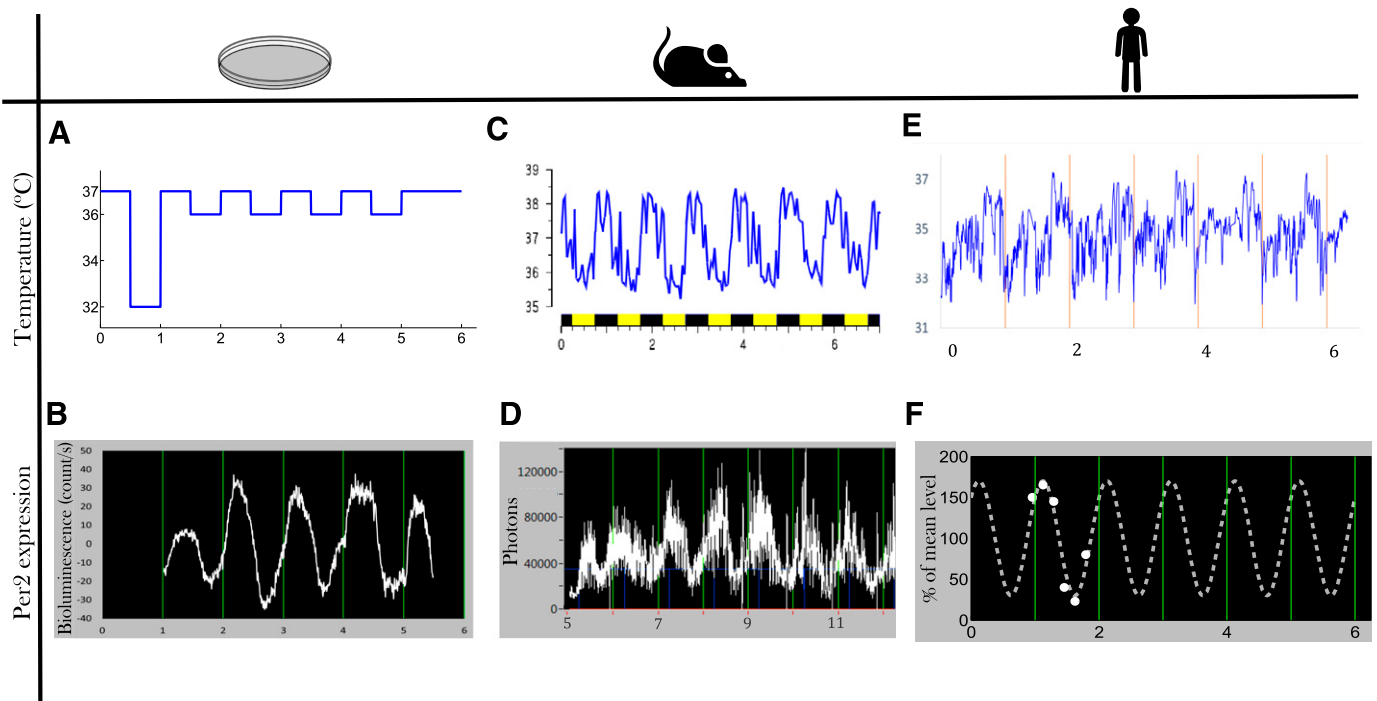 A
C
E
Temperature (ºC)
37
36
34
32
0 1 2 3 4 5 6
39
38
37
36
35
0 2 4 6
37
35
33
31
0 2 4 6
B
D
F
Per2 expression
Bioluminescence (count/s)
50
40
30
20
10
0
-10
-20
-30
-40
0 1 2 3 4 5 6
Photons
120000
80000
40000
0
5 7 9 11
% of mean level
200
150
100
50
0
0 2 4 6